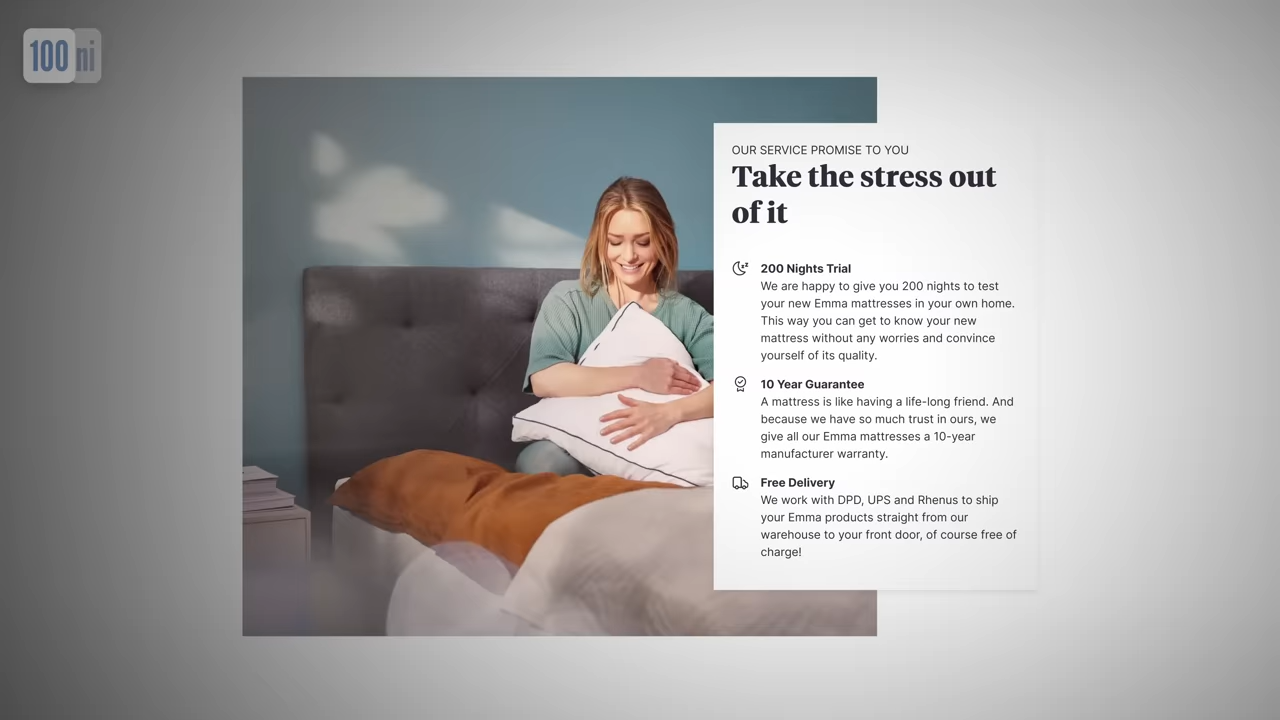 100 ni
OUR SERVICE PROMISE TO YOU
Take the stress out
of it
200 Nights Trial
We are happy to give you 200 nights to test
your new Emma mattresses in your own home.
This way you can get to know your new
mattress without any worries and convince
yourself of its quality.
10 Year Guarantee
A mattress is like having a life-long friend. And
because we have so much trust in ours, we
give all our Emma mattresses a 10-year
manufacturer warranty.
Free Delivery
We work with DPD, UPS and Rhenus to ship
your Emma products straight from our
warehouse to your front door, of course free of
charge!